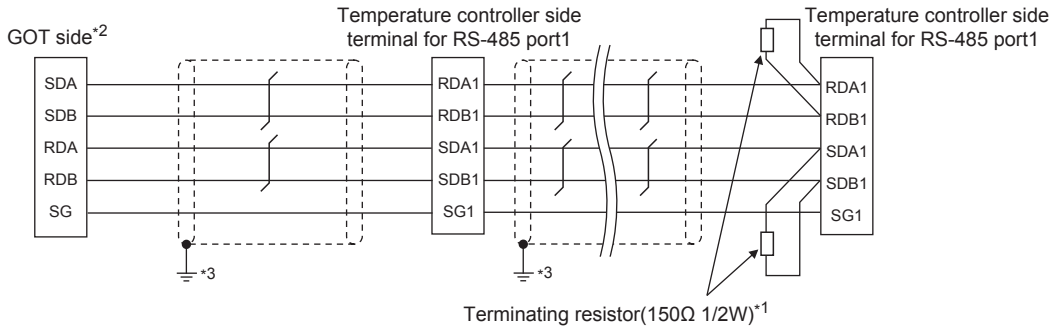 GOT side*2
Temperature controller side
terminal for RS-485 port1
Temperature controller side
terminal for RS-485 port1
SDA
SDB
RDA
RDB
SG
RDA1
RDB1
SDA1
SDB1
SG1
RDA1
RDB1
SDA1
SDB1
SG1
*3
*3
Terminating resistor(150Ω 1/2W)*1